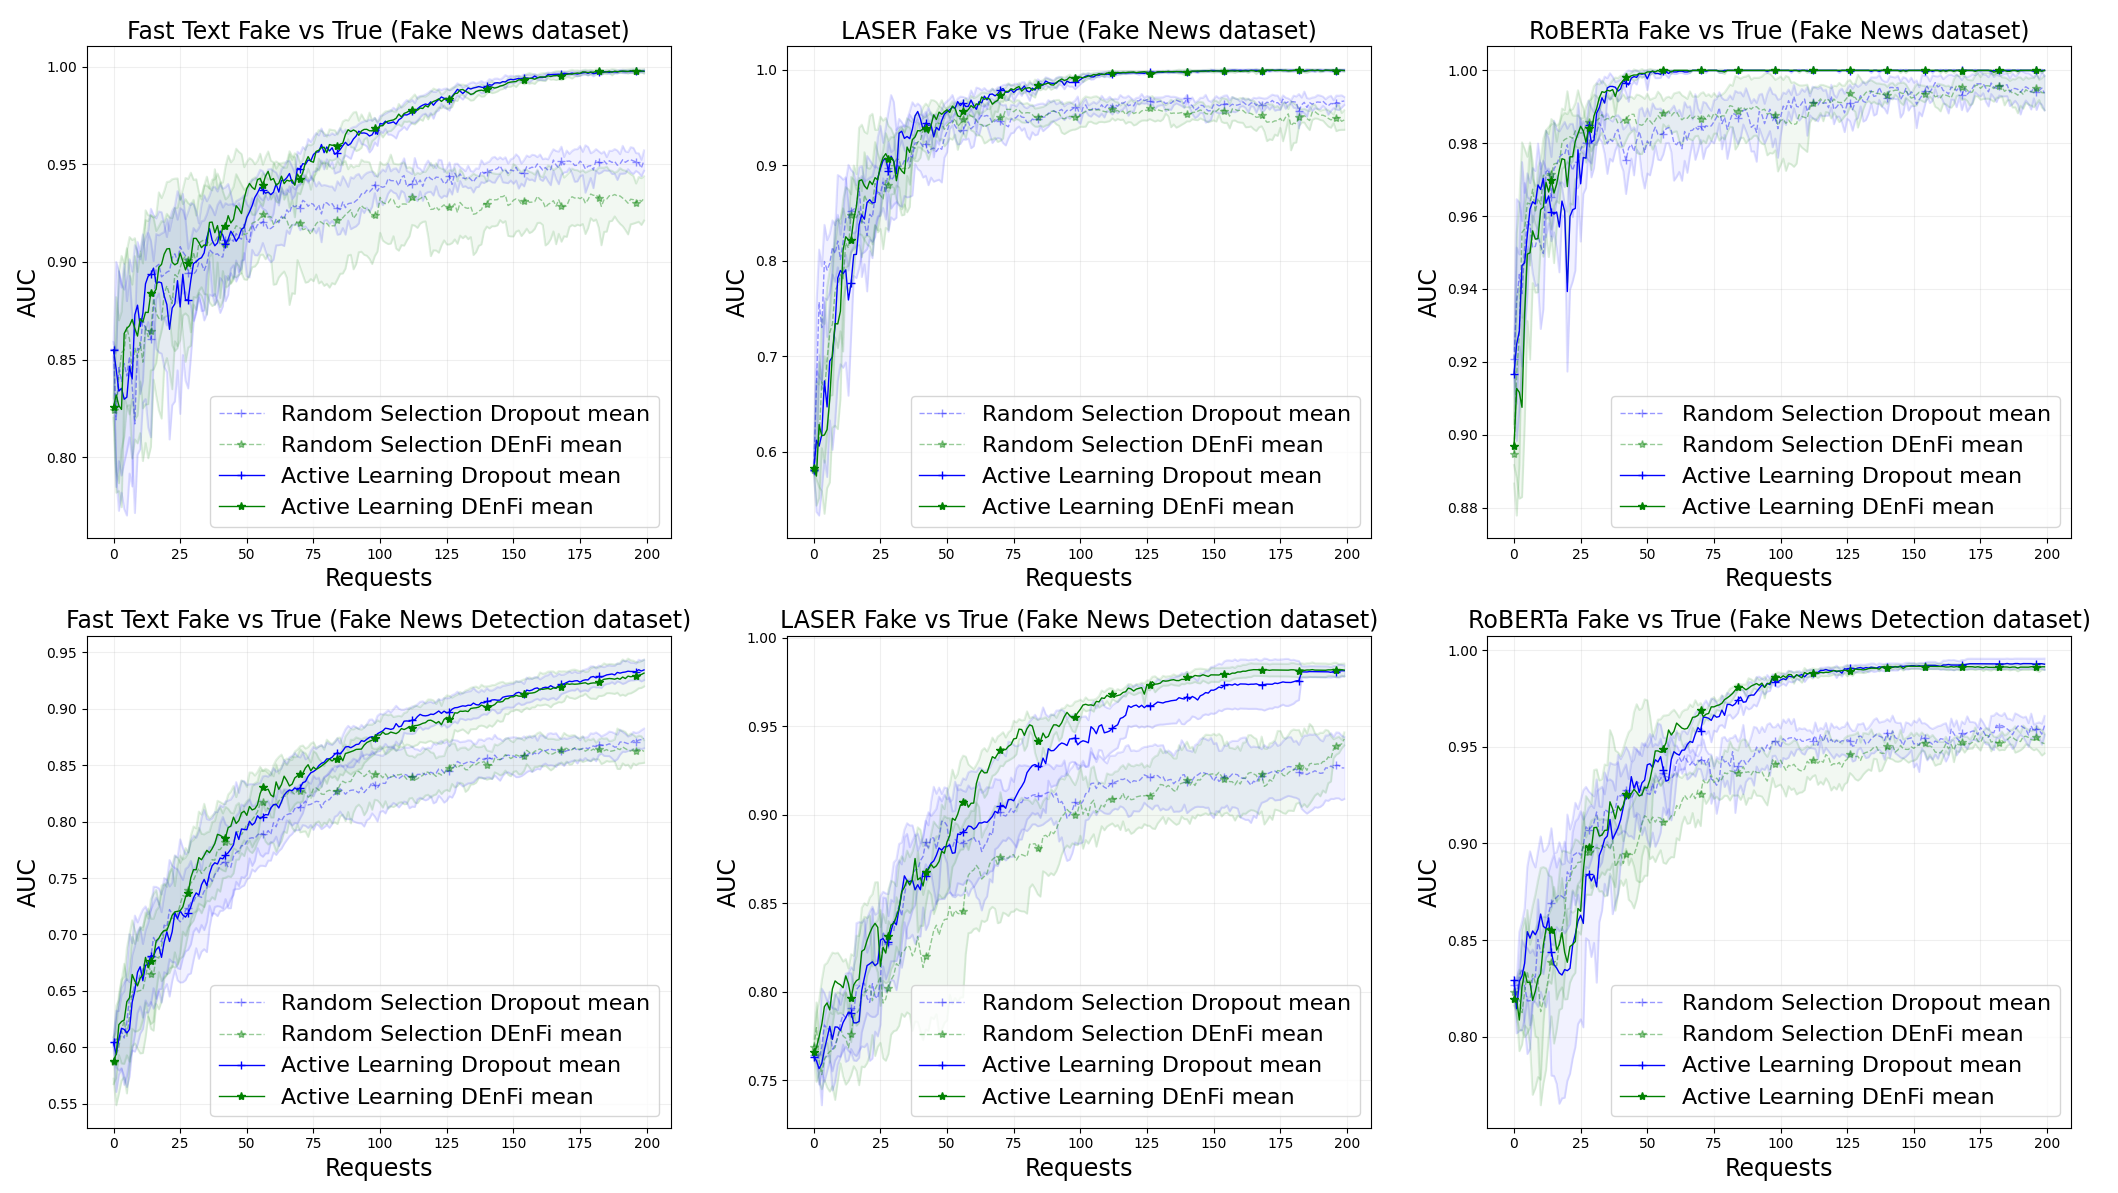 Fast Text Fake vs True (Fake News dataset)
1.00
0.95
0.90
0.85
0.80
AUC
0 25 50 75 100 125 150 175 200
Requests
Random Selection Dropout mean
Random Selection DEnFi mean
Active Learning Dropout mean
Active Learning DEnFi mean
LASER Fake vs True (Fake News dataset)
1.0
0.9
0.8
0.7
0.6
AUC
0 25 50 75 100 125 150 175 200
Requests
Random Selection Dropout mean
Random Selection DEnFi mean
Active Learning Dropout mean
Active Learning DEnFi mean
RoBERTa Fake vs True (Fake News dataset)
1.00
0.98
0.96
0.94
0.92
0.90
0.88
AUC
0 25 50 75 100 125 150 175 200
Requests
Random Selection Dropout mean
Random Selection DEnFi mean
Active Learning Dropout mean
Active Learning DEnFi mean
Fast Text Fake vs True (Fake News Detection dataset)
0.95
0.90
0.85
0.80
0.75
0.70
0.65
0.60
0.55
AUC
0 25 50 75 100 125 150 175 200
Requests
Random Selection Dropout mean
Random Selection DEnFi mean
Active Learning Dropout mean
Active Learning DEnFi mean
LASER Fake vs True (Fake News Detection dataset)
1.00
0.95
0.90
0.85
0.80
0.75
AUC
0 25 50 75 100 125 150 175 200
Requests
Random Selection Dropout mean
Random Selection DEnFi mean
Active Learning Dropout mean
Active Learning DEnFi mean
RoBERTa Fake vs True (Fake News Detection dataset)
1.00
0.95
0.90
0.85
0.80
AUC
0 25 50 75 100 125 150 175 200
Requests
Random Selection Dropout mean
Random Selection DEnFi mean
Active Learning Dropout mean
Active Learning DEnFi mean